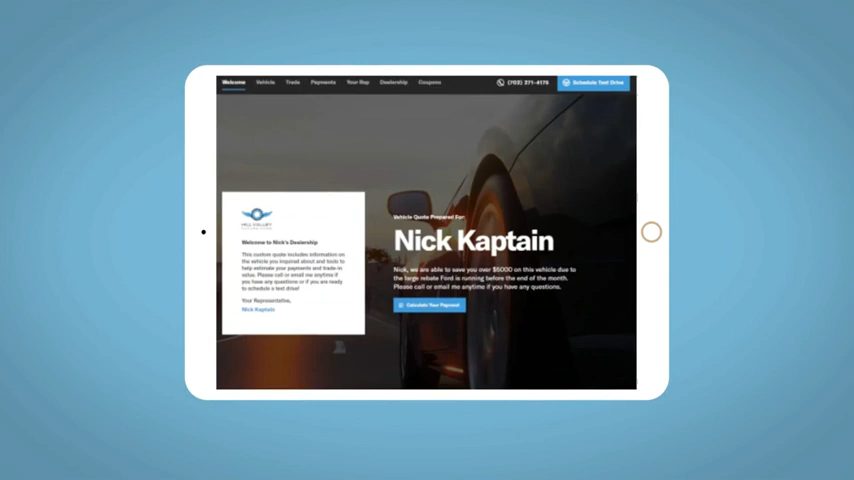 Welcome Vehicle Trade Payments Your Rep Dealership Coupons (702) 271-4175 Schedule Test Drive
HILL VALLEY
Welcome to Nick's Dealership
This custom quote includes information on
the vehicle you inquired about and tools to
help estimate your payments and trade-in
value. Please call or email me anytime if
you have any questions or if you are ready
to schedule a test drive!
Your Representative,
Nick Kaptain
Vehicle Quote Prepared For:
Nick Kaptain
Nick, we are able to save you over $6000 on this vehicle due to
the large rebate Ford is running before the end of the month.
Please call or email me anytime if you have any questions.
Calculate Your Payment